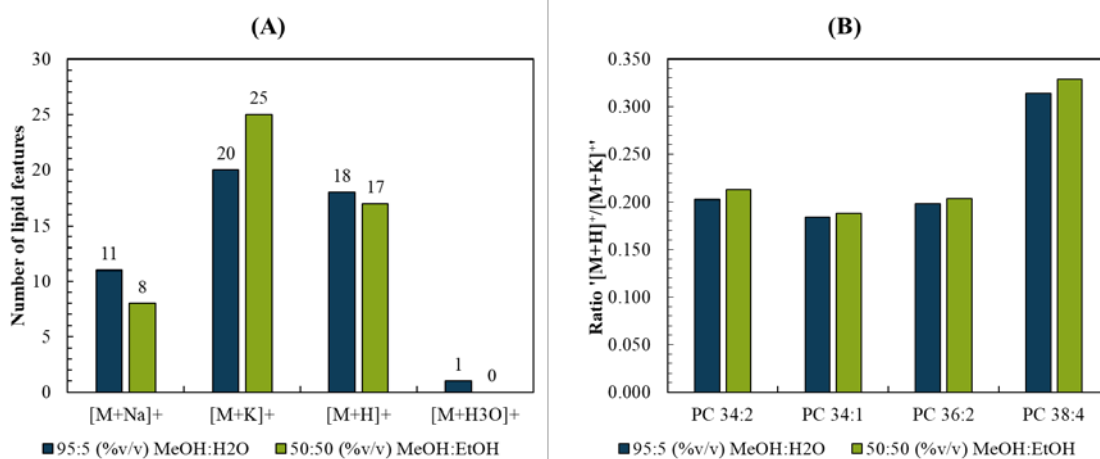 (A)
Number of lipid features
30
25
20
15
10
5
0
11
8
20
25
18
17
1
0
[M+Na]+ [M+K]+ [M+H]+ [M+H3O]+
95:5 (%v/v) MeOH:H2O 50:50 (%v/v) MeOH:EtOH
(B)
Ratio '[M+H]⁺/[M+K]⁺'
0.350
0.300
0.250
0.200
0.150
0.100
0.050
0.000
PC 34:2 PC 34:1 PC 36:2 PC 38:4
95:5 (%v/v) MeOH:H2O 50:50 (%v/v) MeOH:EtOH